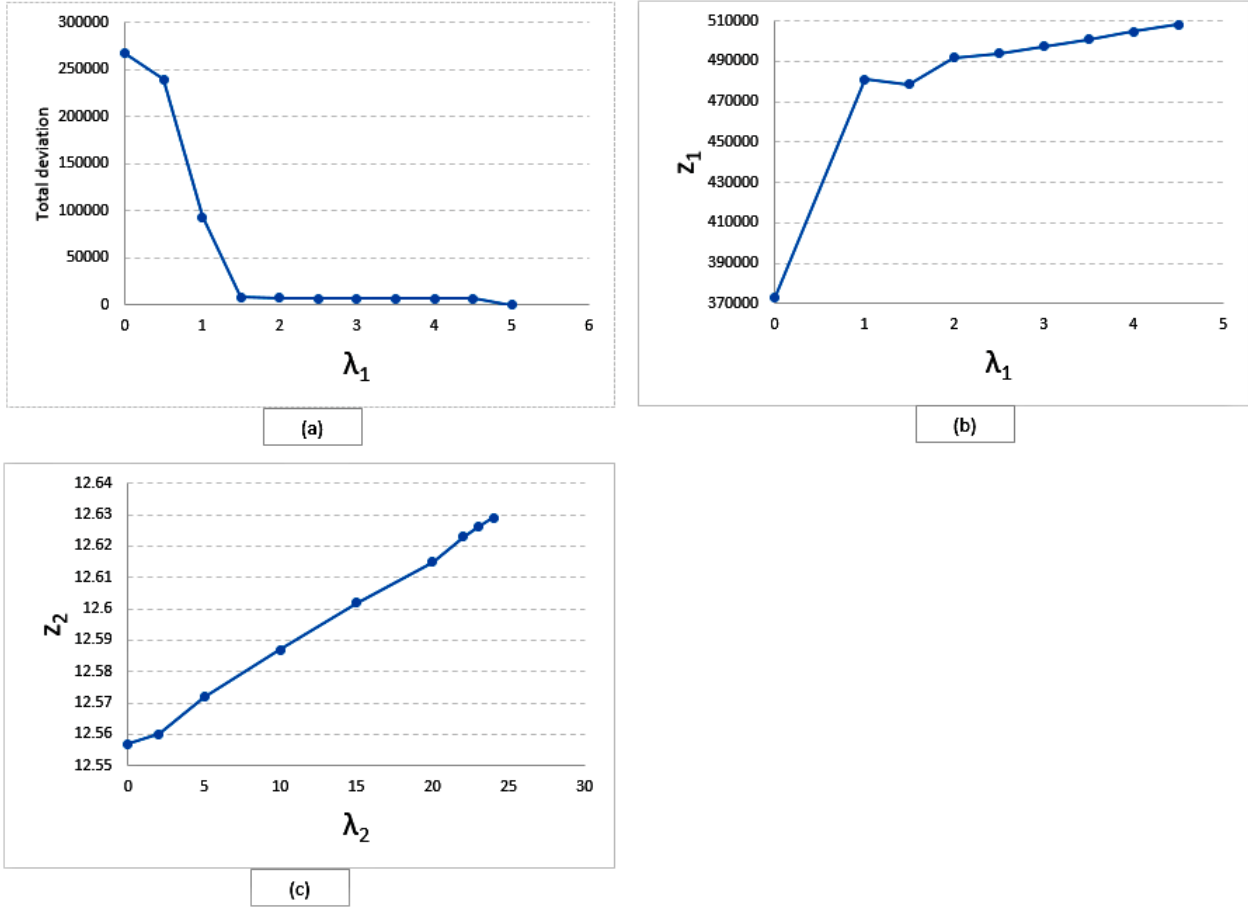 300000
250000
200000
150000
100000
50000
0
Total deviation
0 1 2 3 4 5 6
λ1
(a)
510000
490000
470000
450000
430000
410000
390000
370000
Z1
0 1 2 3 4 5
λ1
(b)
12.64
12.63
12.62
12.61
12.6
12.59
12.58
12.57
12.56
12.55
Z2
0 5 10 15 20 25 30
λ2
(c)